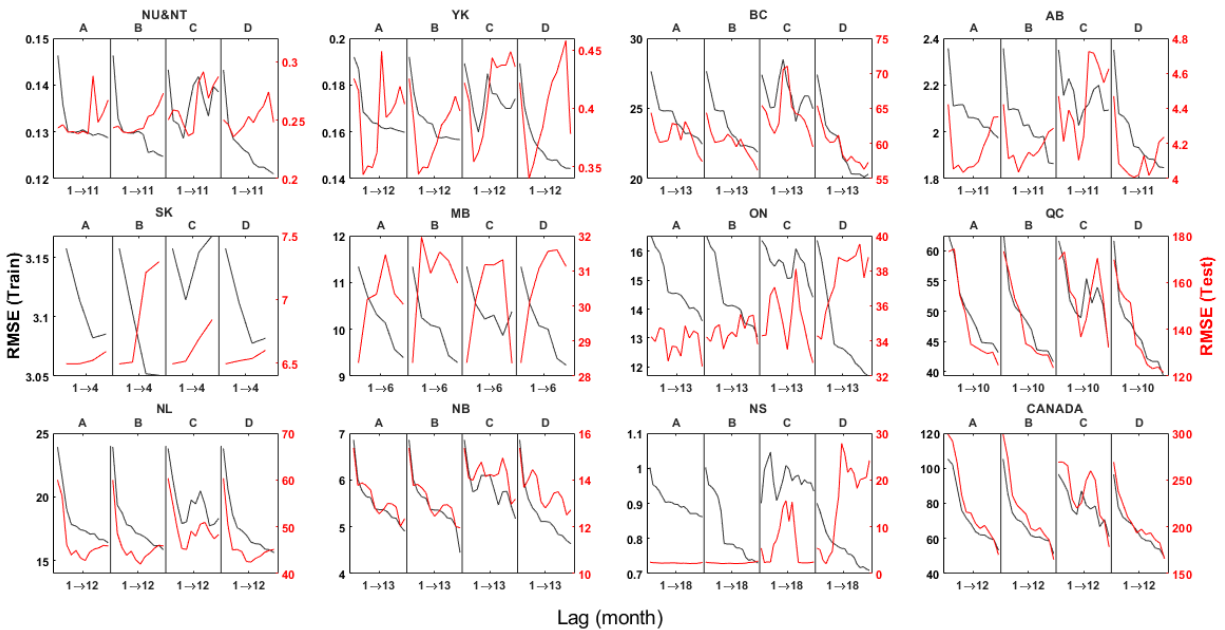 NU&NT YK BC AB
A B C D A B C D A B C D A B C D
0.15 0.3 0.2 0.45 30 75 2.4 4.8
0.14 0.25 0.18 0.4 25 70 2.2 4.6
0.13 0.2 0.16 0.35 20 65 2 4.4
0.12 0.14 15 60 1.8 4.2
55 4
1→11 1→11 1→11 1→11 1→12 1→12 1→12 1→12 1→13 1→13 1→13 1→13 1→11 1→11 1→11 1→11
SK MB ON QC
A B C D A B C D A B C D A B C D
3.15 7.5 12 32 16 40 60 180
3.1 7 11 31 15 38 55 160
3.05 6.5 10 30 14 36 50 140
9 29 13 34 45 120
28 12 32 40
1→4 1→4 1→4 1→4 1→6 1→6 1→6 1→6 1→13 1→13 1→13 1→13 1→10 1→10 1→10 1→10
NL NB NS CANADA
A B C D A B C D A B C D A B C D
25 70 7 16 1.1 30 120 300
20 60 6 14 1 20 100 250
15 50 5 12 0.9 10 80 200
40 4 10 0.8 0 60 150
0.7 40
1→12 1→12 1→12 1→12 1→13 1→13 1→13 1→13 1→18 1→18 1→18 1→18 1→12 1→12 1→12 1→12
RMSE (Train)
RMSE (Test)
Lag (month)